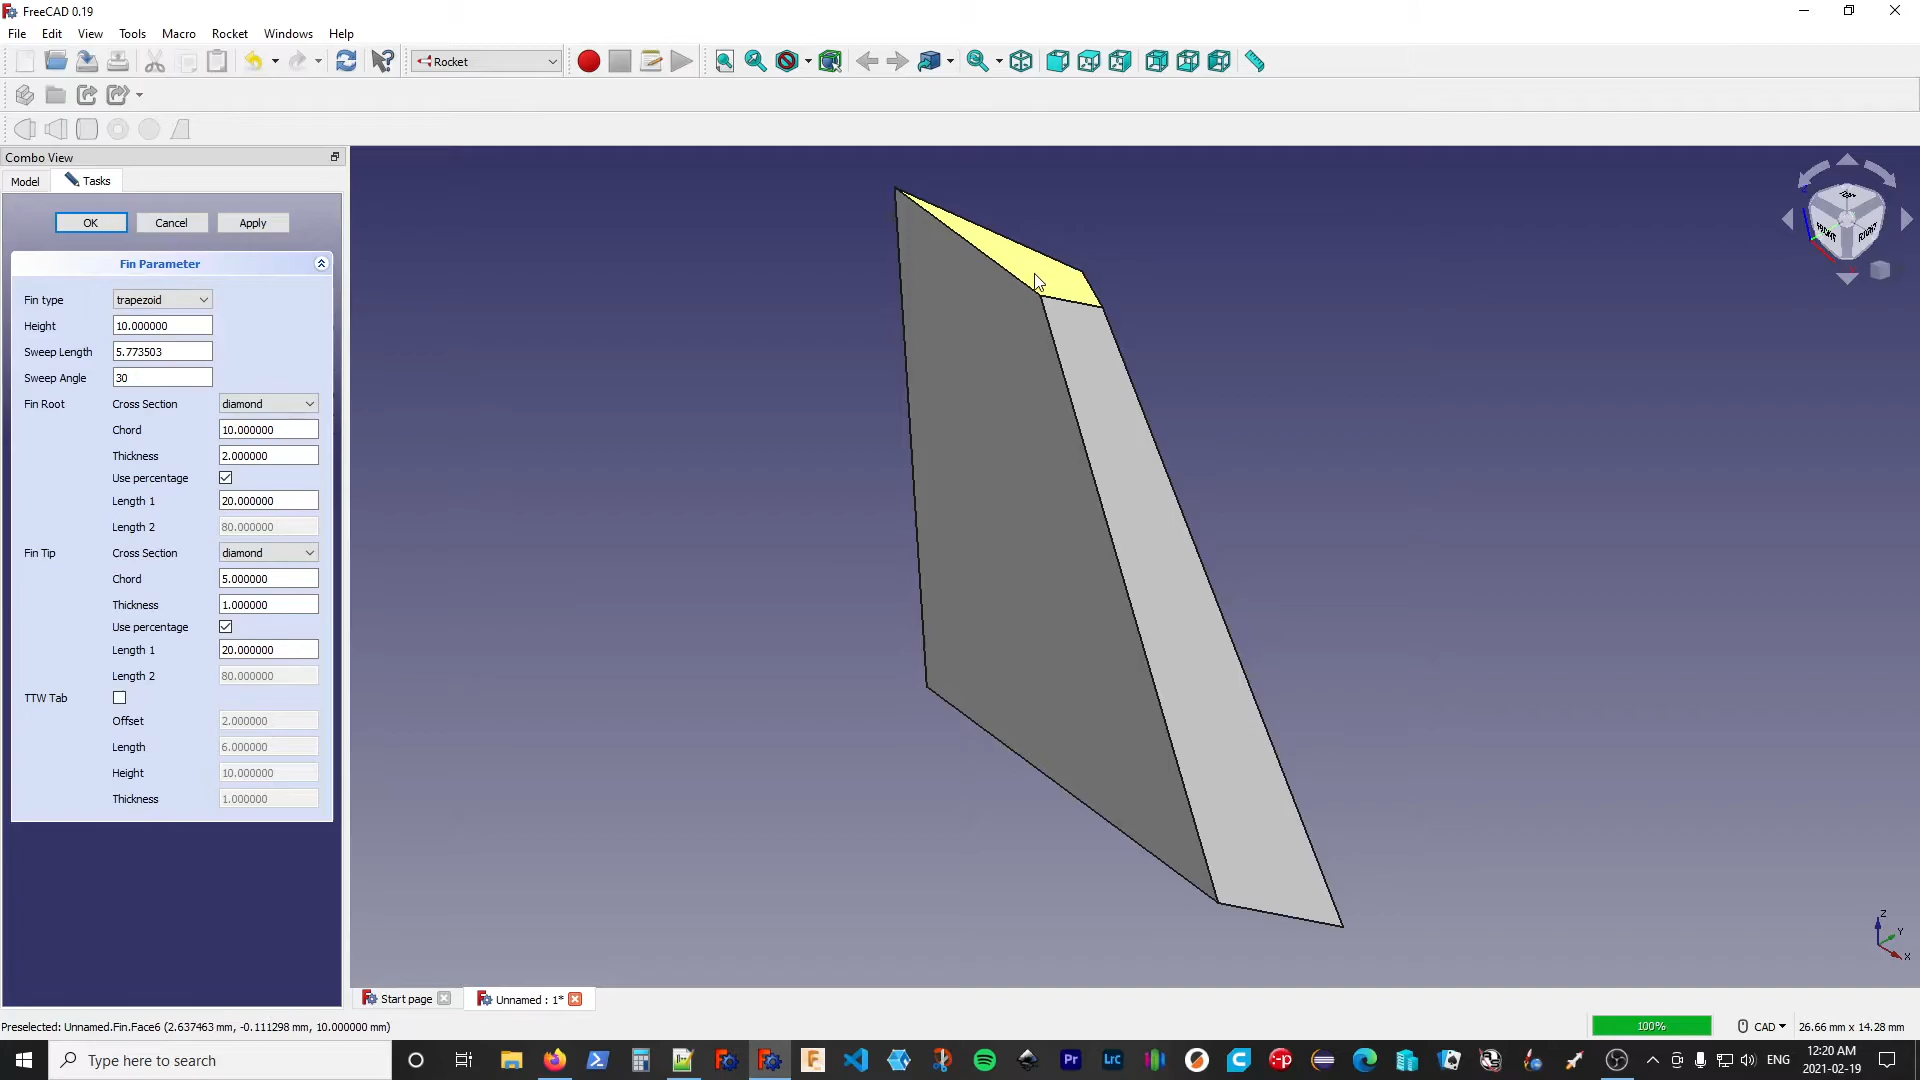 FreeCAD 0.19
File Edit View Tools Macro Rocket Windows Help
Rocket
Combo View
Model Tasks
OK Cancel Apply
Fin Parameter
Fin type trapezoid
Height 10.000000
Sweep Length 5.773503
Sweep Angle 30
Fin Root Cross Section diamond
Chord 10.000000
Thickness 2.000000
Use percentage
Length 1 20.000000
Length 2 80.000000
Fin Tip Cross Section diamond
Chord 5.000000
Thickness 1.000000
Use percentage
Length 1 20.000000
Length 2 80.000000
TTW Tab
Offset 2.000000
Length 6.000000
Height 10.000000
Thickness 1.000000
RIGHT
Z
Y
X
Start page Unnamed : 1*
Preselected: Unnamed.Fin.Face6 (2.637463 mm, -0.111298 mm, 10.000000 mm) 100% CAD 26.66 mm x 14.28 mm
Type here to search Pr Lrc ENG 12:20 AM
2021-02-19